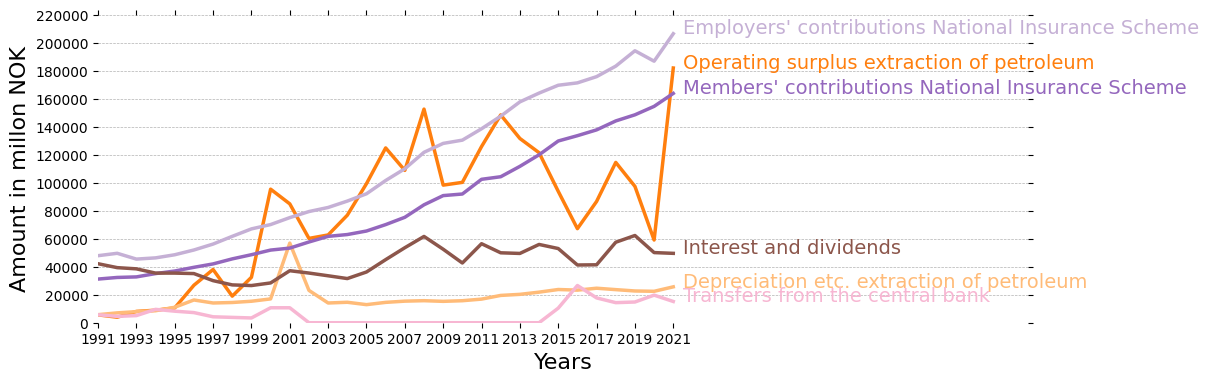 220000
200000
180000
160000
140000
120000
100000
80000
60000
40000
20000
0
Amount in millon NOK
Employers' contributions National Insurance Scheme
Operating surplus extraction of petroleum
Members' contributions National Insurance Scheme
Interest and dividends
Depreciation etc. extraction of petroleum
Transfers from the central bank
1991 1993 1995 1997 1999 2001 2003 2005 2007 2009 2011 2013 2015 2017 2019 2021
Years